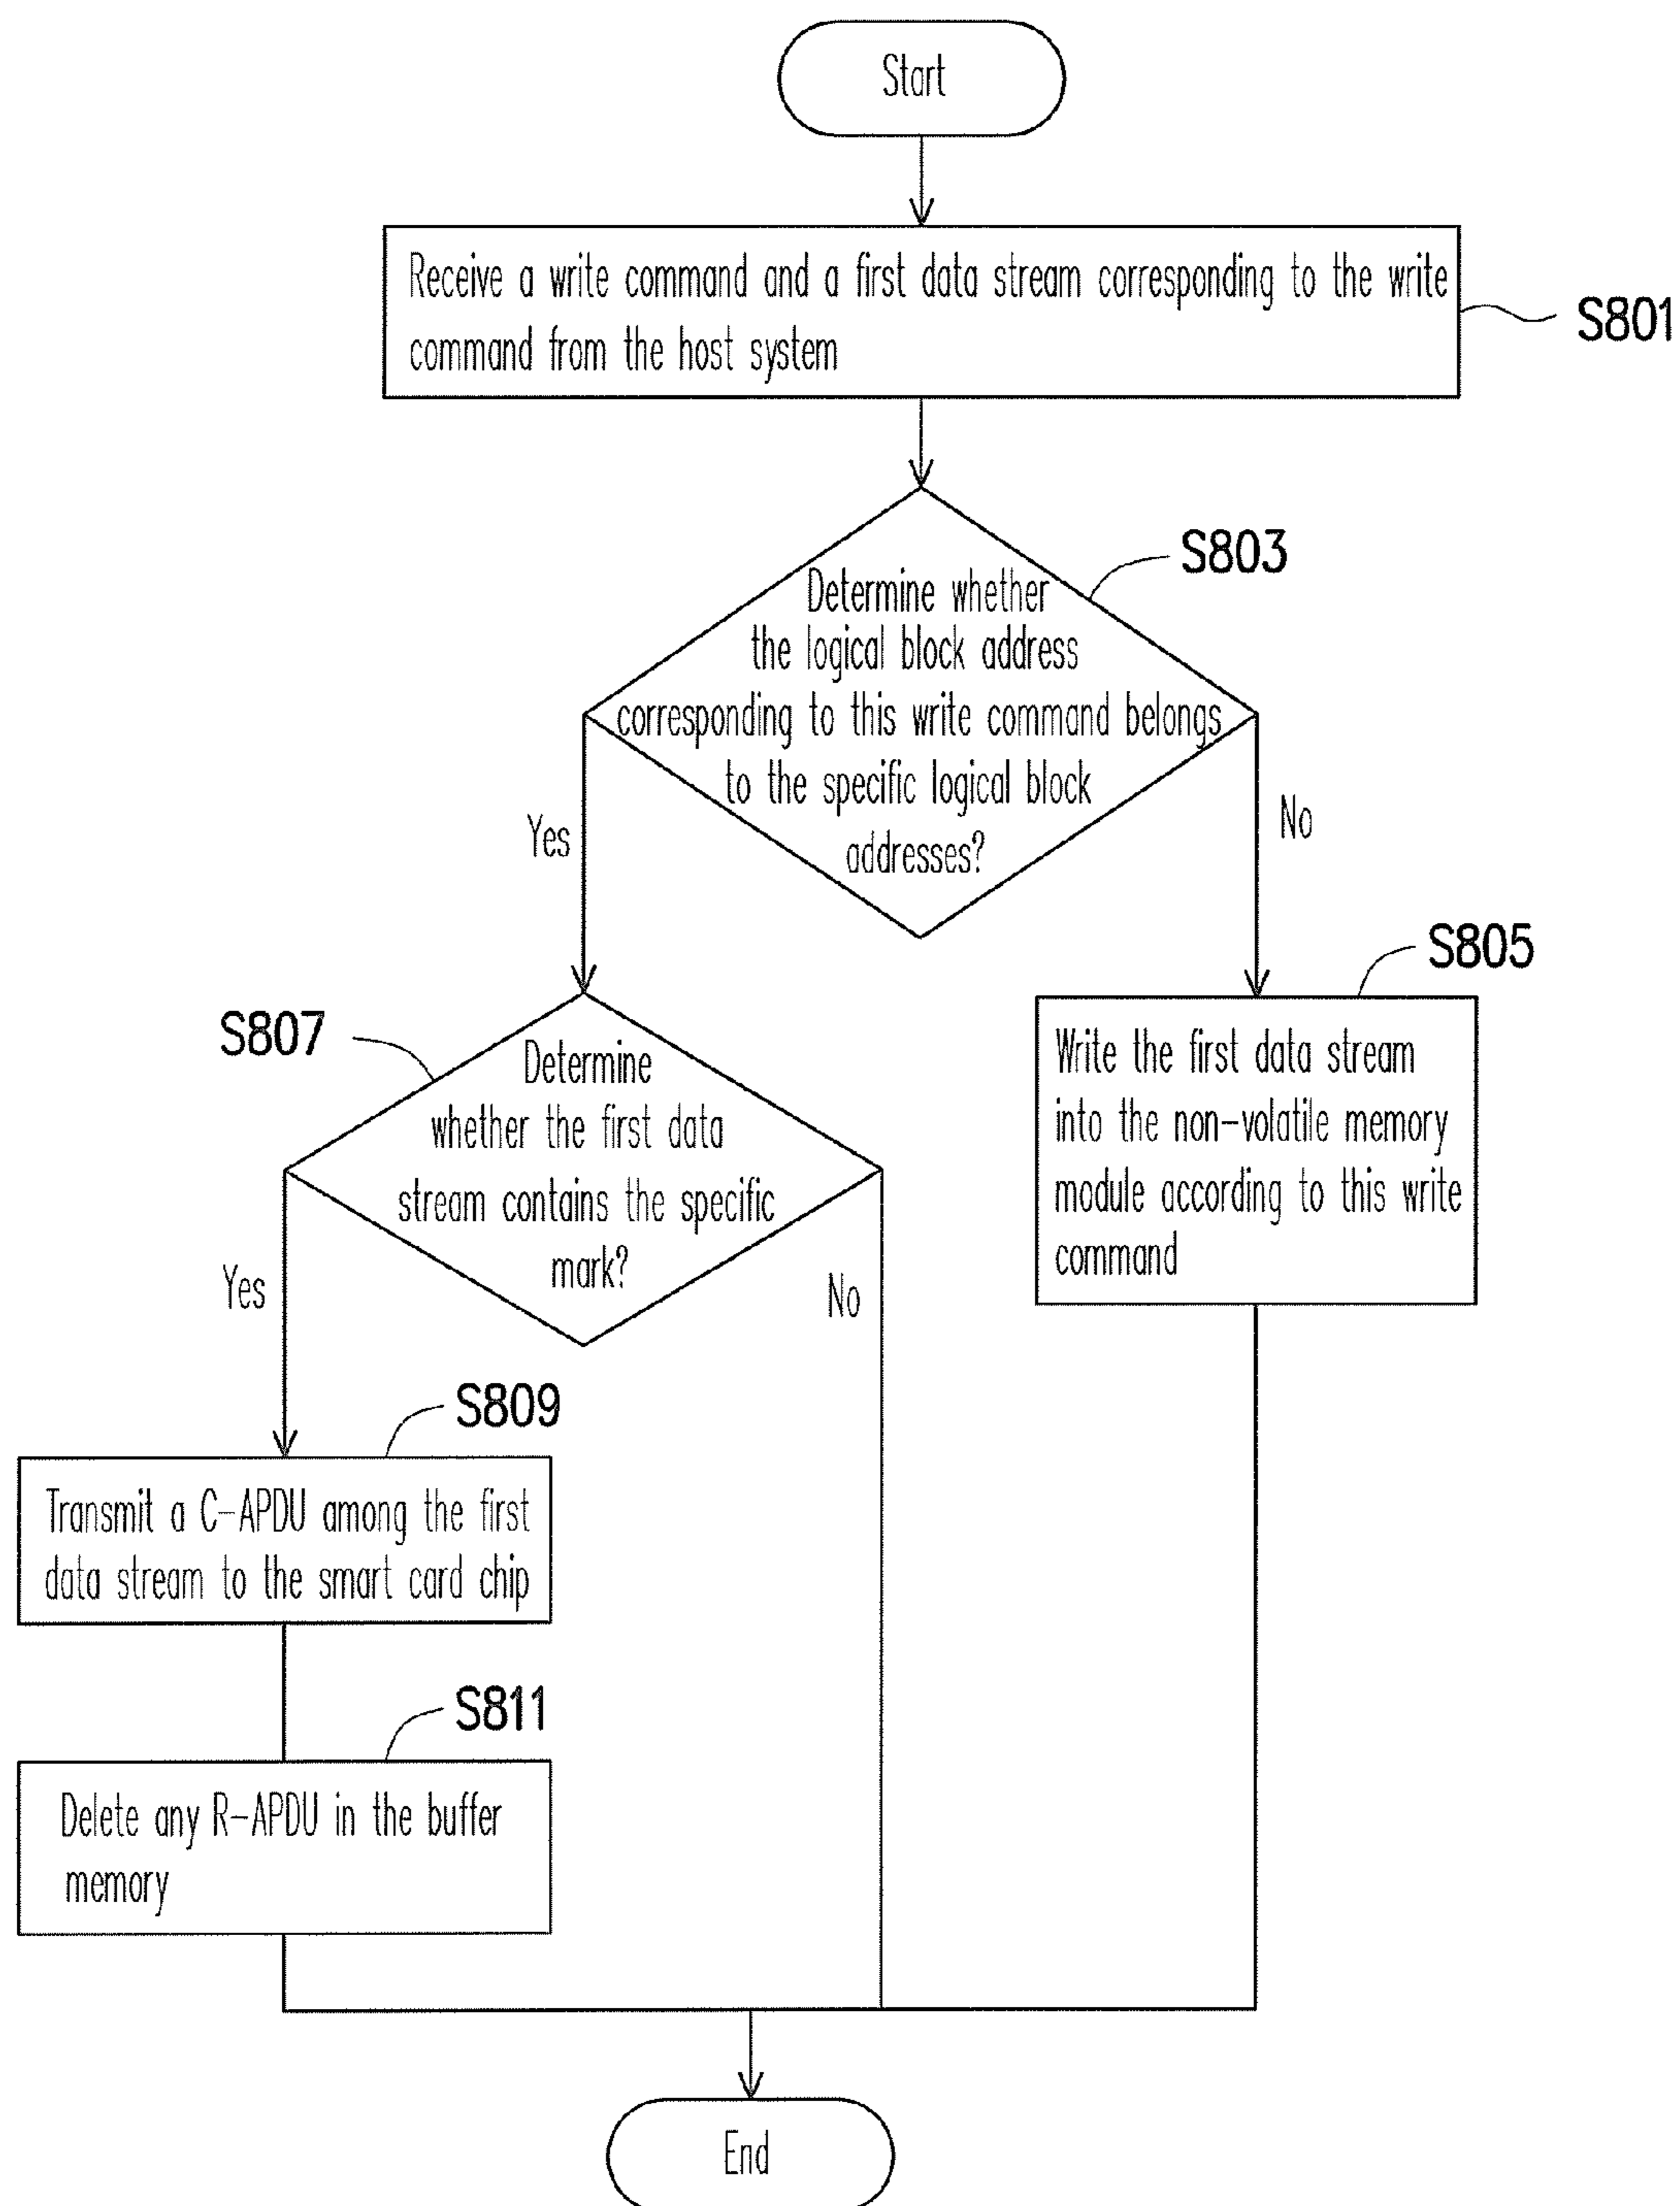 Start
Receive a write command and a first data stream corresponding to the write
command from the host system
S801
S803
Determine whether
the logical block address
corresponding to this write command belongs
to the specific logical block
addresses?
Yes
No
S805
Write the first data stream
into the non-volatile memory
module according to this write
command
S807
Determine
whether the first data
stream contains the specific
mark?
Yes
No
S809
Transmit a C-APDU among the first
data stream to the smart card chip
S811
Delete any R-APDU in the buffer
memory
End